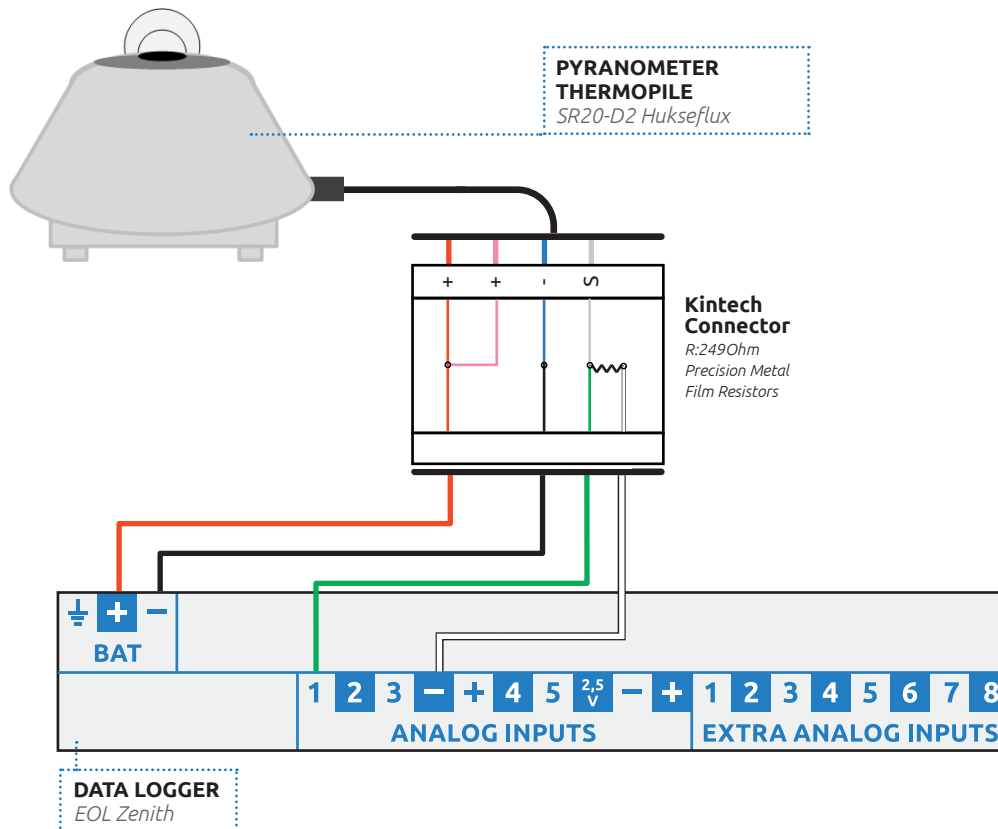 PYRANOMETER
THERMOPILE
SR20-D2 Hukseflux
+ + - S
Kintech
Connector
R:249Ohm
Precision Metal
Film Resistors
+ −
BAT
1 2 3 − + 4 5 2,5 V − + 1 2 3 4 5 6 7 8
ANALOG INPUTS EXTRA ANALOG INPUTS
DATA LOGGER
EOL Zenith